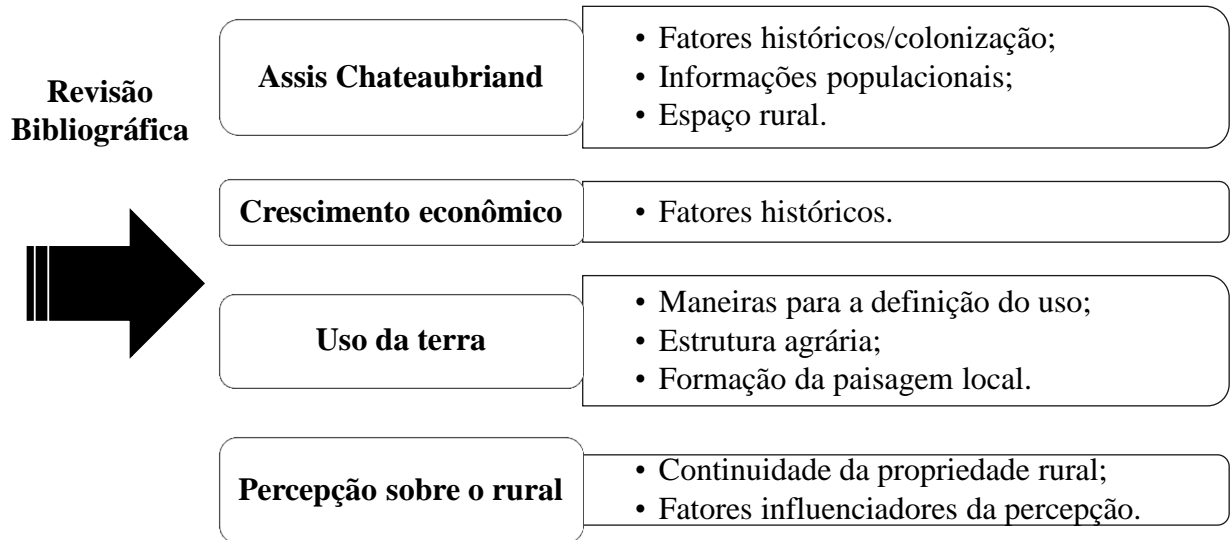 Revisão
Bibliográfica
Assis Chateaubriand
• Fatores históricos/colonização;
• Informações populacionais;
• Espaço rural.
Crescimento econômico
• Fatores históricos.
Uso da terra
• Maneiras para a definição do uso;
• Estrutura agrária;
• Formação da paisagem local.
Percepção sobre o rural
• Continuidade da propriedade rural;
• Fatores influenciadores da percepção.